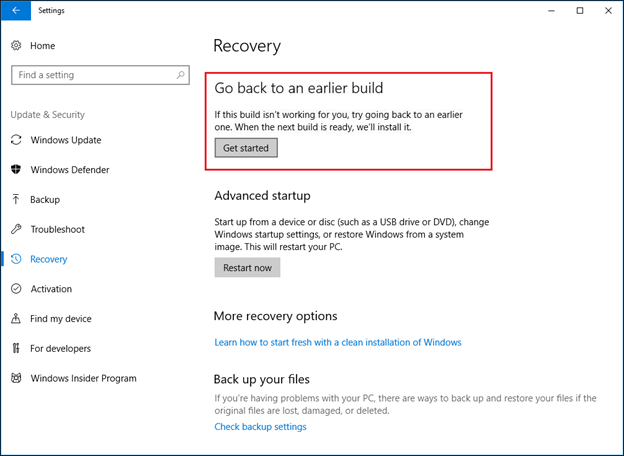 Settings
Home
Find a setting
Update & Security
Windows Update
Windows Defender
Backup
Troubleshoot
Recovery
Activation
Find my device
For developers
Windows Insider Program
Recovery
Go back to an earlier build
If this build isn't working for you, try going back to an earlier
one. When the next build is ready, we'll install it.
Get started
Advanced startup
Start up from a device or disc (such as a USB drive or DVD), change
Windows startup settings, or restore Windows from a system
image. This will restart your PC.
Restart now
More recovery options
Learn how to start fresh with a clean installation of Windows
Back up your files
If you're having problems with your PC, there are ways to back up and restore your files if the
original files are lost, damaged, or deleted.
Check backup settings